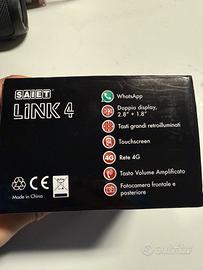 SAIET
LINK 4
WhatsApp
Doppio display,
2.8" + 1.8"
Tasti grandi retroilluminati
Touchscreen
4G
Rete 4G
Tasto Volume Amplificato
Fotocamera frontale e
posteriore
CE
Made in China
subito